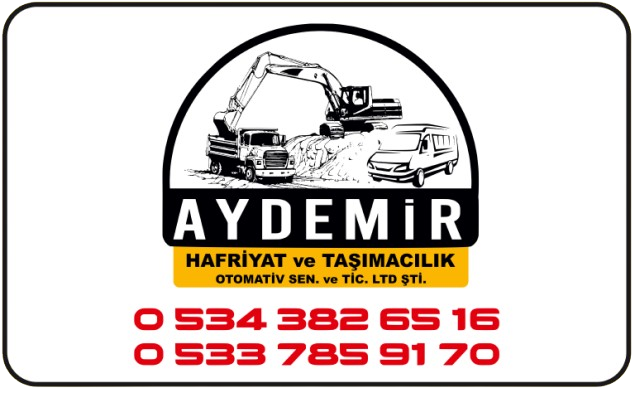 AYDEMİR
HAFRİYAT ve TAŞIMACILIK
OTOMATİV SEN. ve TİC. LTD ŞTİ.
0 534 382 65 16
0 533 785 91 70